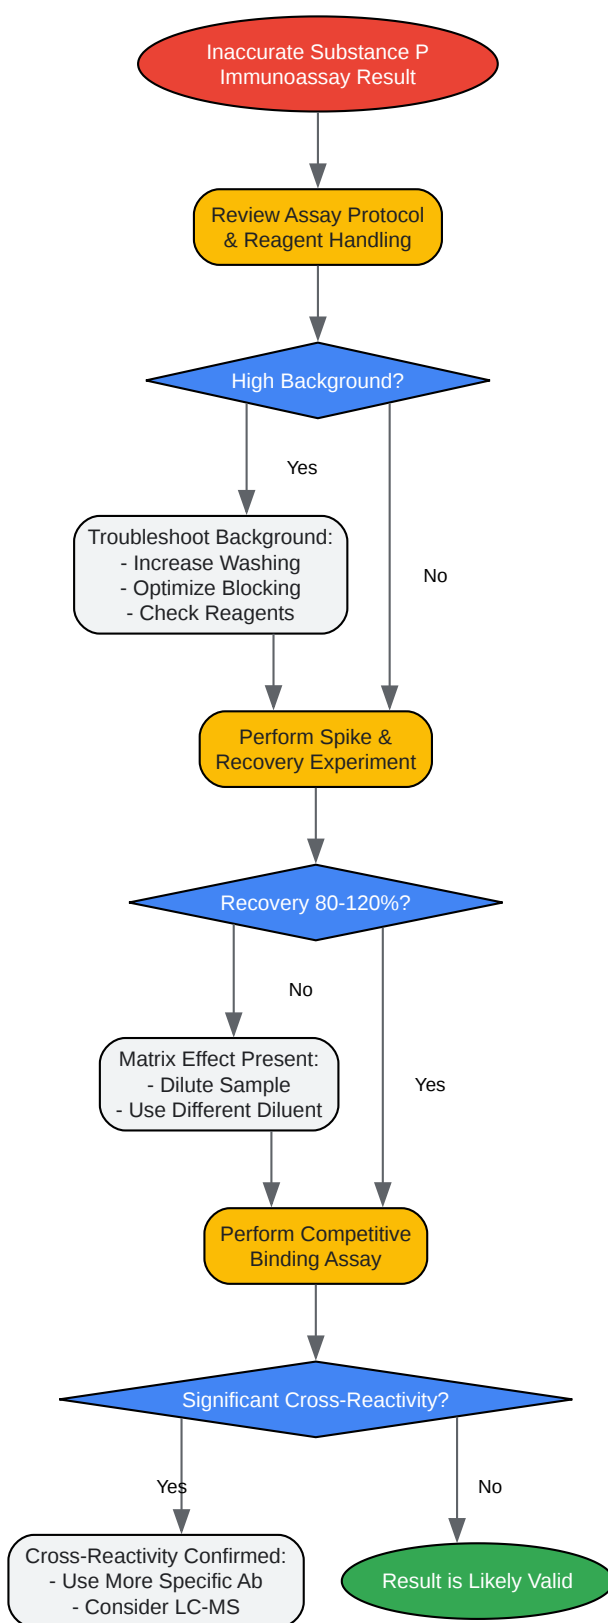 Inaccurate Substance P
Immunoassay Result
Review Assay Protocol
& Reagent Handling
High Background?
Yes
Troubleshoot Background:
- Increase Washing
- Optimize Blocking
- Check Reagents
No
Perform Spike &
Recovery Experiment
Recovery 80-120%?
No
Matrix Effect Present:
- Dilute Sample
- Use Different Diluent
Yes
Perform Competitive
Binding Assay
Significant Cross-Reactivity?
Yes
No
Cross-Reactivity Confirmed:
- Use More Specific Ab
- Consider LC-MS
Result is Likely Valid